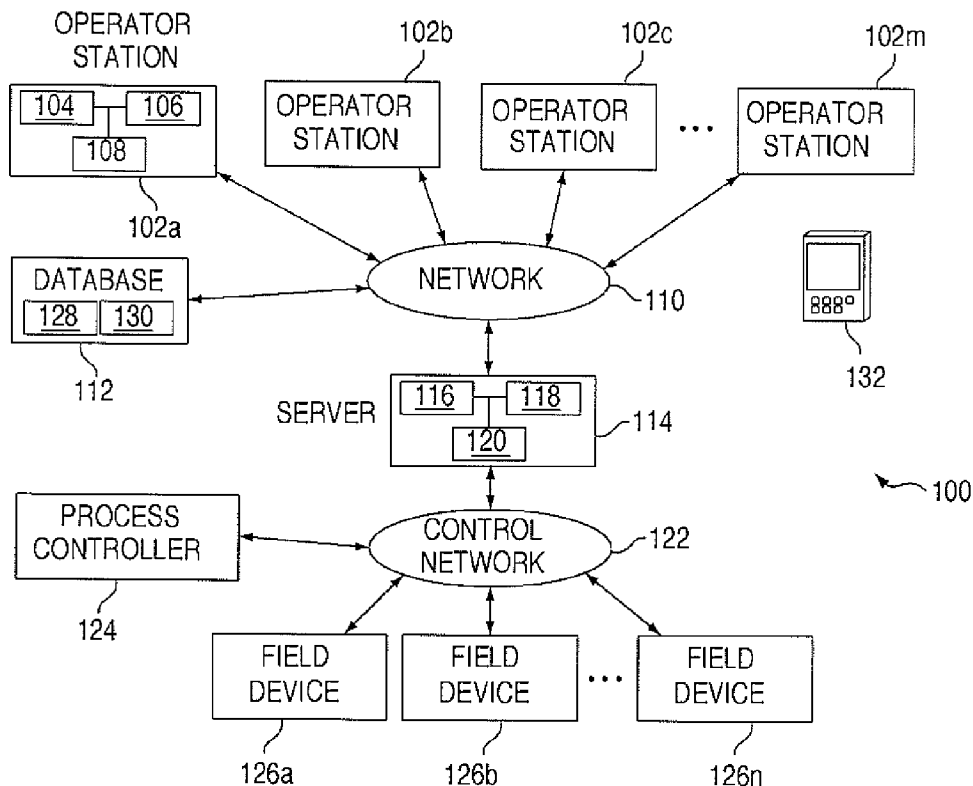 OPERATOR
STATION
104
106
108
102a
102b
OPERATOR
STATION
102c
OPERATOR
STATION
...
102m
OPERATOR
STATION
DATABASE
128
130
112
NETWORK
110
132
SERVER
116
118
120
114
100
PROCESS
CONTROLLER
124
CONTROL
NETWORK
122
FIELD
DEVICE
126a
FIELD
DEVICE
126b
...
FIELD
DEVICE
126n